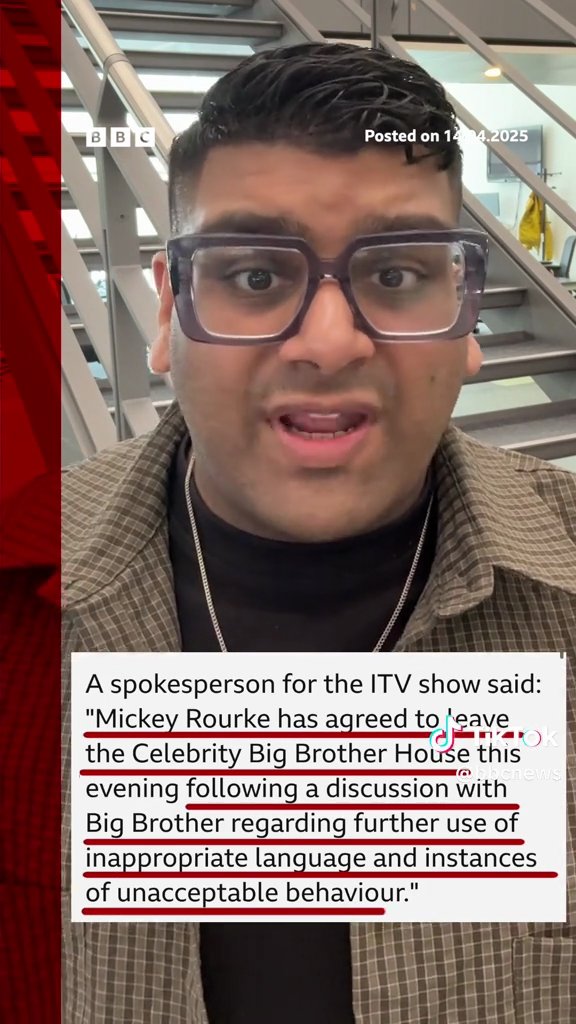 BBC
Posted on 14.04.2025
A spokesperson for the ITV show said:
"Mickey Rourke has agreed to leave
the Celebrity Big Brother House this
evening following a discussion with
Big Brother regarding further use of
inappropriate language and instances
of unacceptable behaviour."
TikTok
@bbcnews